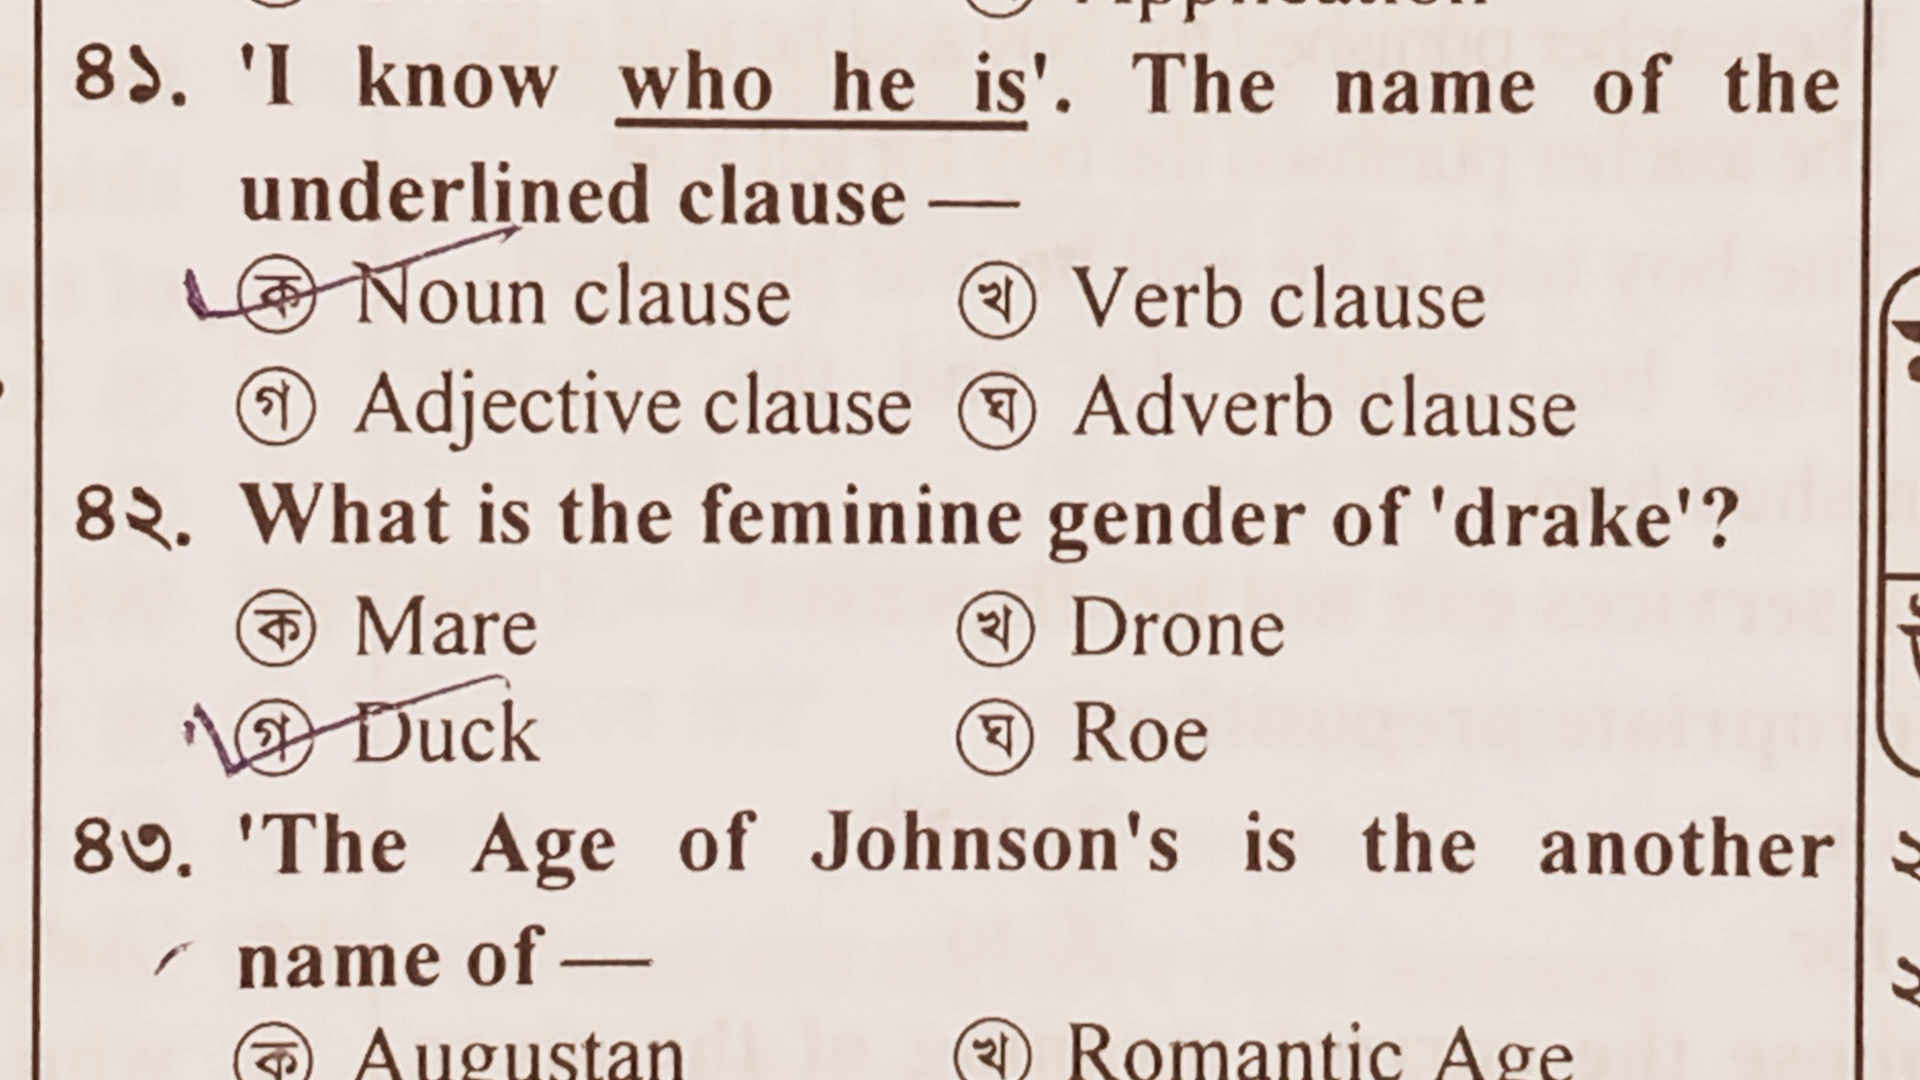 ৪১. 'I know who he is'. The name of the
underlined clause —
ক Noun clause খ Verb clause
গ Adjective clause ঘ Adverb clause
৪২. What is the feminine gender of 'drake'?
ক Mare খ Drone
গ Duck ঘ Roe
৪৩. 'The Age of Johnson's is the another
name of —
ক Augustan খ Romantic Age